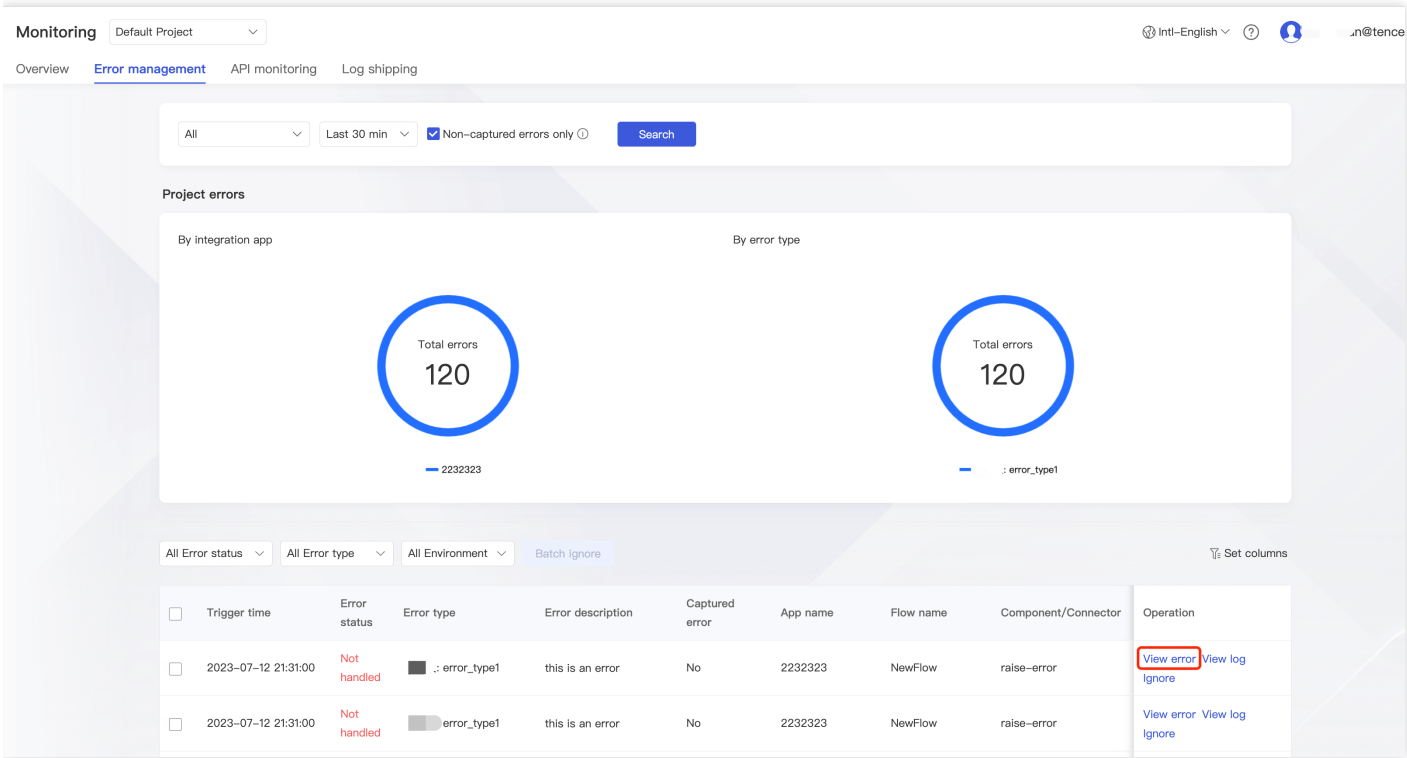 Monitoring Default Project Intl-English ? n@tence
Overview Error management API monitoring Log shipping
All Last 30 min Non-captured errors only Search
Project errors
By integration app By error type
Total errors Total errors
120 120
2232323 : error_type1
All Error status All Error type All Environment Batch ignore Set columns
Trigger time Error status Error type Error description Captured error App name Flow name Component/Connector Operation
2023-07-12 21:31:00 Not handled : error_type1 this is an error No 2232323 NewFlow raise-error View error View log
Ignore
2023-07-12 21:31:00 Not handled error_type1 this is an error No 2232323 NewFlow raise-error View error View log
Ignore